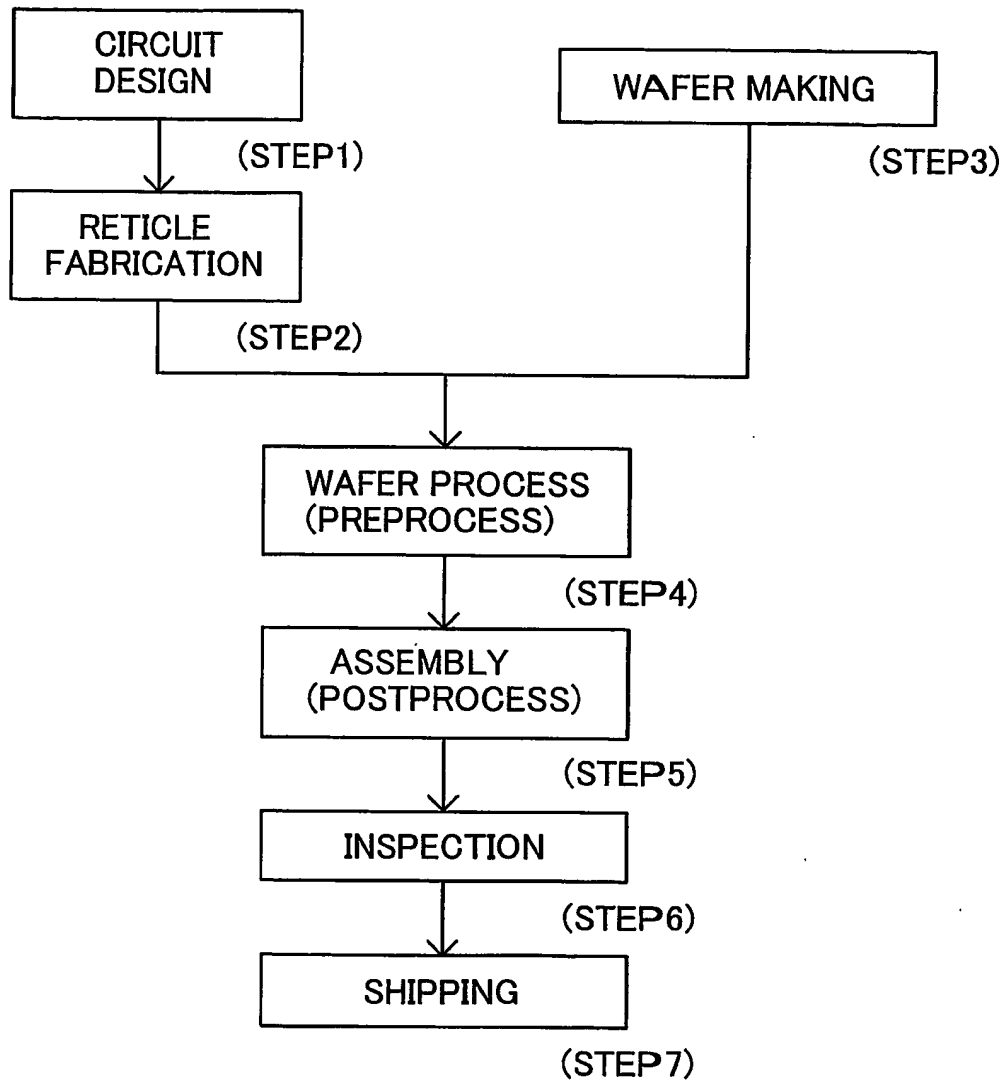 CIRCUIT
DESIGN
(STEP1)
RETICLE
FABRICATION
(STEP2)
WAFER MAKING
(STEP3)
WAFER PROCESS
(PREPROCESS)
(STEP4)
ASSEMBLY
(POSTPROCESS)
(STEP5)
INSPECTION
(STEP6)
SHIPPING
(STEP7)